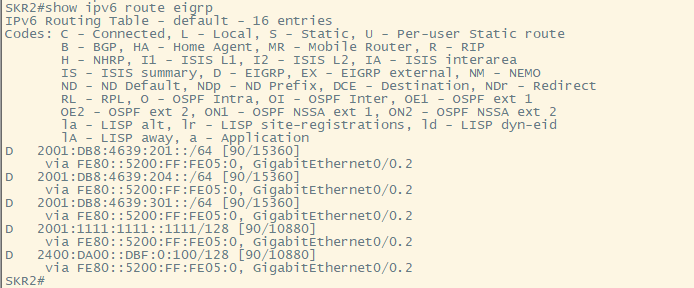 SKR2#show ipv6 route eigrp
IPv6 Routing Table - default - 16 entries
Codes: C - Connected, L - Local, S - Static, U - Per-user Static route
B - BGP, HA - Home Agent, MR - Mobile Router, R - RIP
H - NHRP, I1 - ISIS L1, I2 - ISIS L2, IA - ISIS interarea
IS - ISIS summary, D - EIGRP, EX - EIGRP external, NM - NEMO
ND - ND Default, NDp - ND Prefix, DCE - Destination, NDr - Redirect
RL - RPL, O - OSPF Intra, OI - OSPF Inter, OE1 - OSPF ext 1
OE2 - OSPF ext 2, ON1 - OSPF NSSA ext 1, ON2 - OSPF NSSA ext 2
la - LISP alt, lr - LISP site-registrations, ld - LISP dyn-eid
lA - LISP away, a - Application
D 2001:DB8:4639:201::/64 [90/15360]
via FE80::5200:FF:FE05:0, GigabitEthernet0/0.2
D 2001:DB8:4639:204::/64 [90/15360]
via FE80::5200:FF:FE05:0, GigabitEthernet0/0.2
D 2001:DB8:4639:301::/64 [90/15360]
via FE80::5200:FF:FE05:0, GigabitEthernet0/0.2
D 2001:1111:1111::1111/128 [90/10880]
via FE80::5200:FF:FE05:0, GigabitEthernet0/0.2
D 2400:DA00::DBF:0:100/128 [90/10880]
via FE80::5200:FF:FE05:0, GigabitEthernet0/0.2
SKR2#